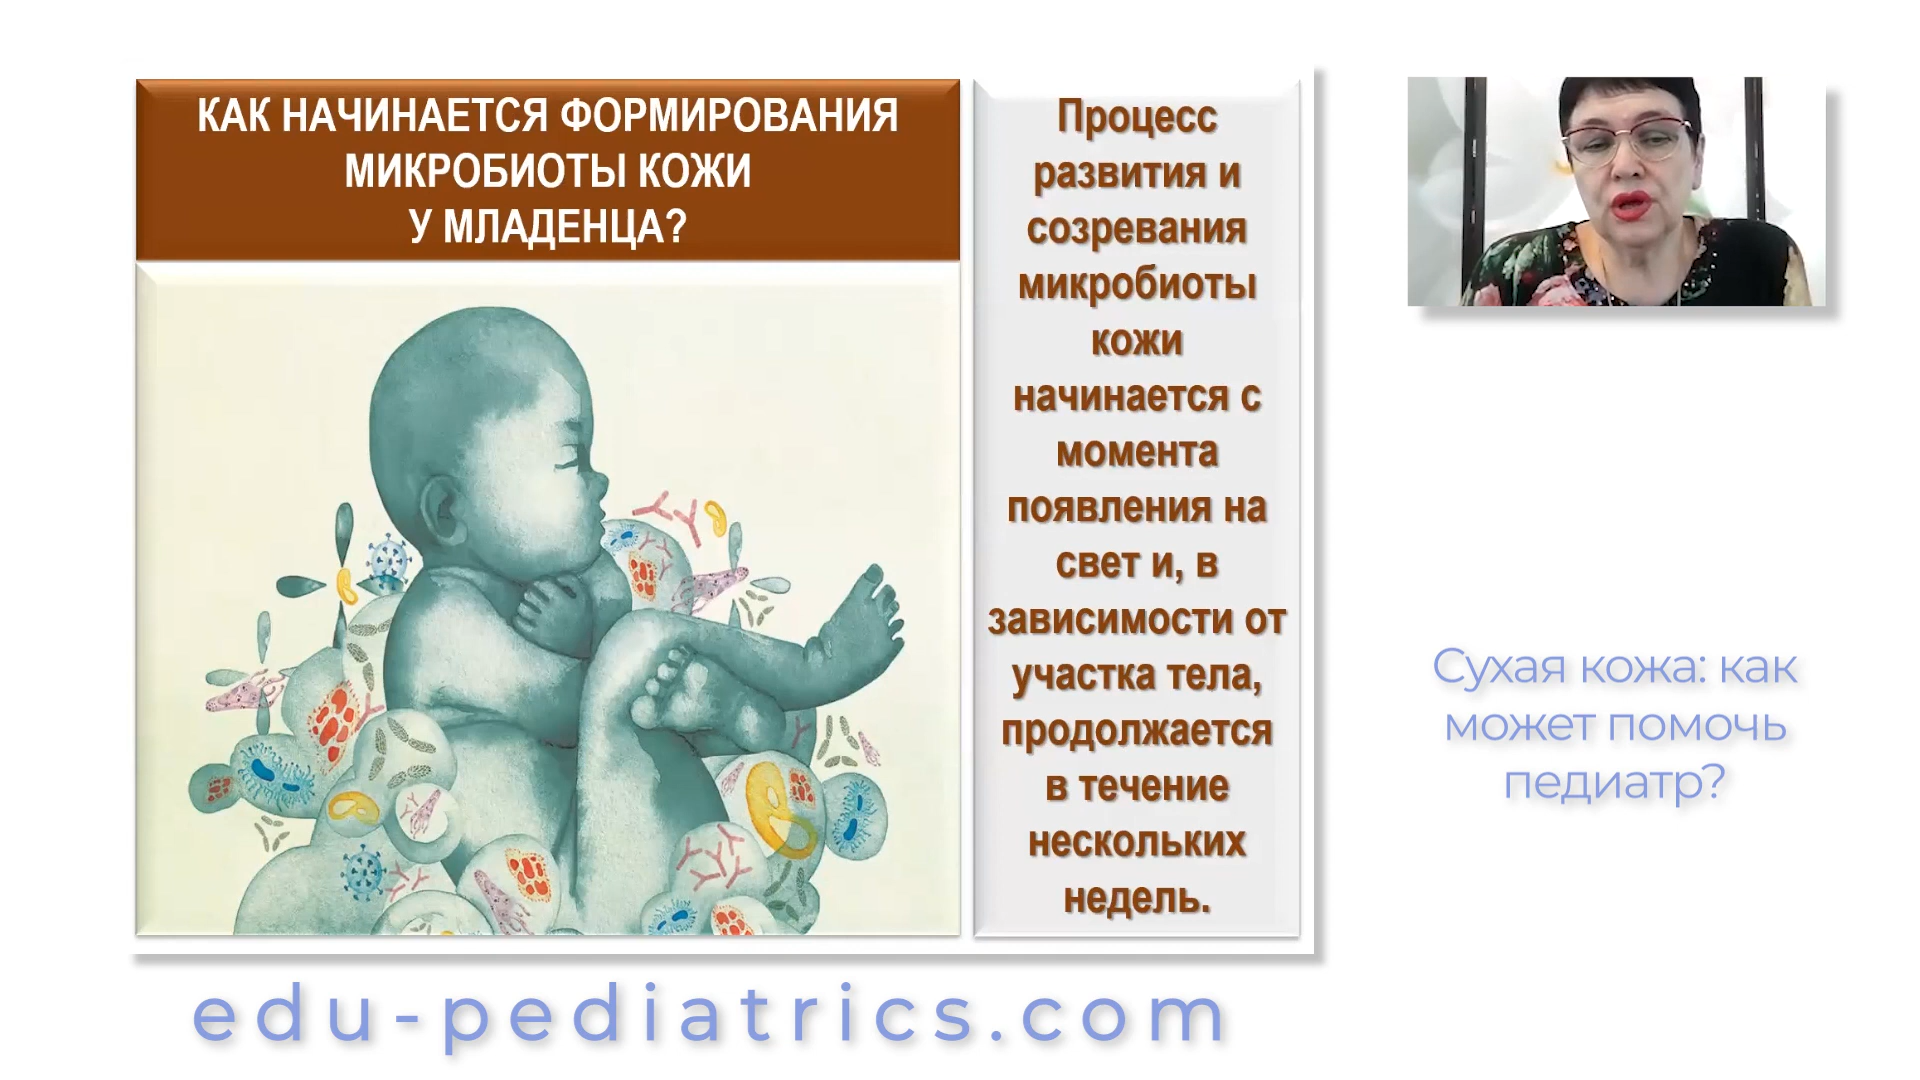 КАК НАЧИНАЕТСЯ ФОРМИРОВАНИЯ
МИКРОБИОТЫ КОЖИ
У МЛАДЕНЦА?
Процесс
развития и
созревания
микробиоты
кожи
начинается с
момента
появления на
свет и, в
зависимости от
участка тела,
продолжается
в течение
нескольких
недель.
Сухая кожа: как
может помочь
педиатр?
edu-pediatrics.com